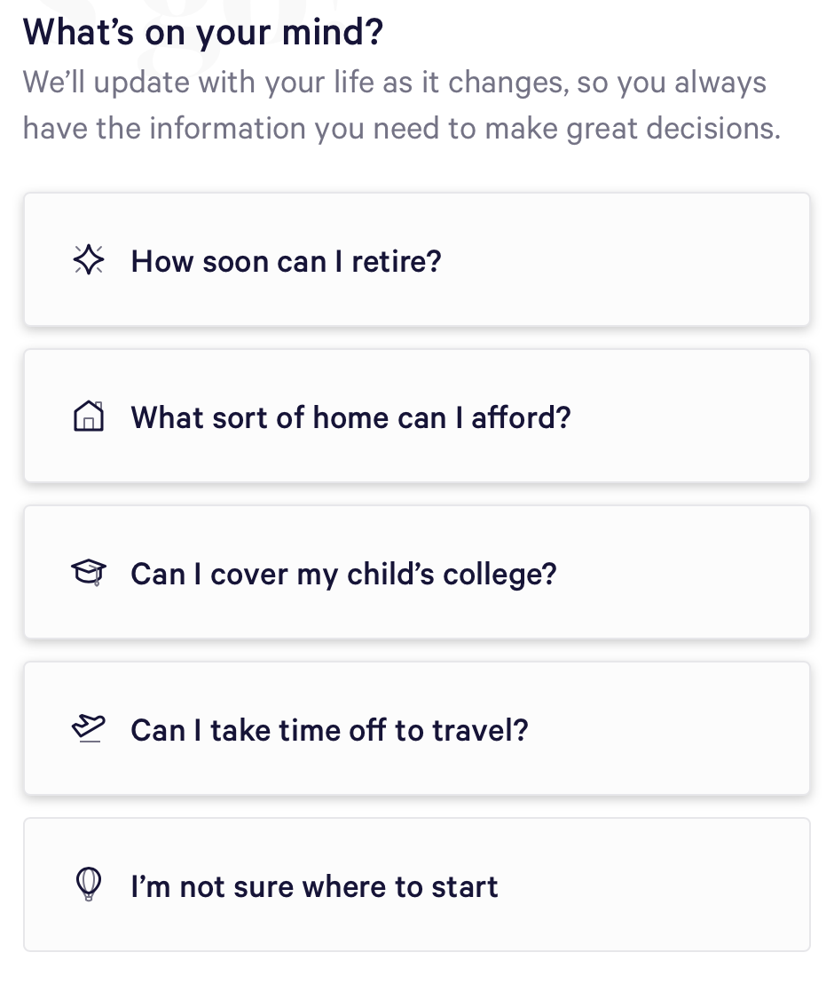 What’s on your mind?
We’ll update with your life as it changes, so you always
have the information you need to make great decisions.
How soon can I retire?
What sort of home can I afford?
Can I cover my child’s college?
Can I take time off to travel?
I’m not sure where to start